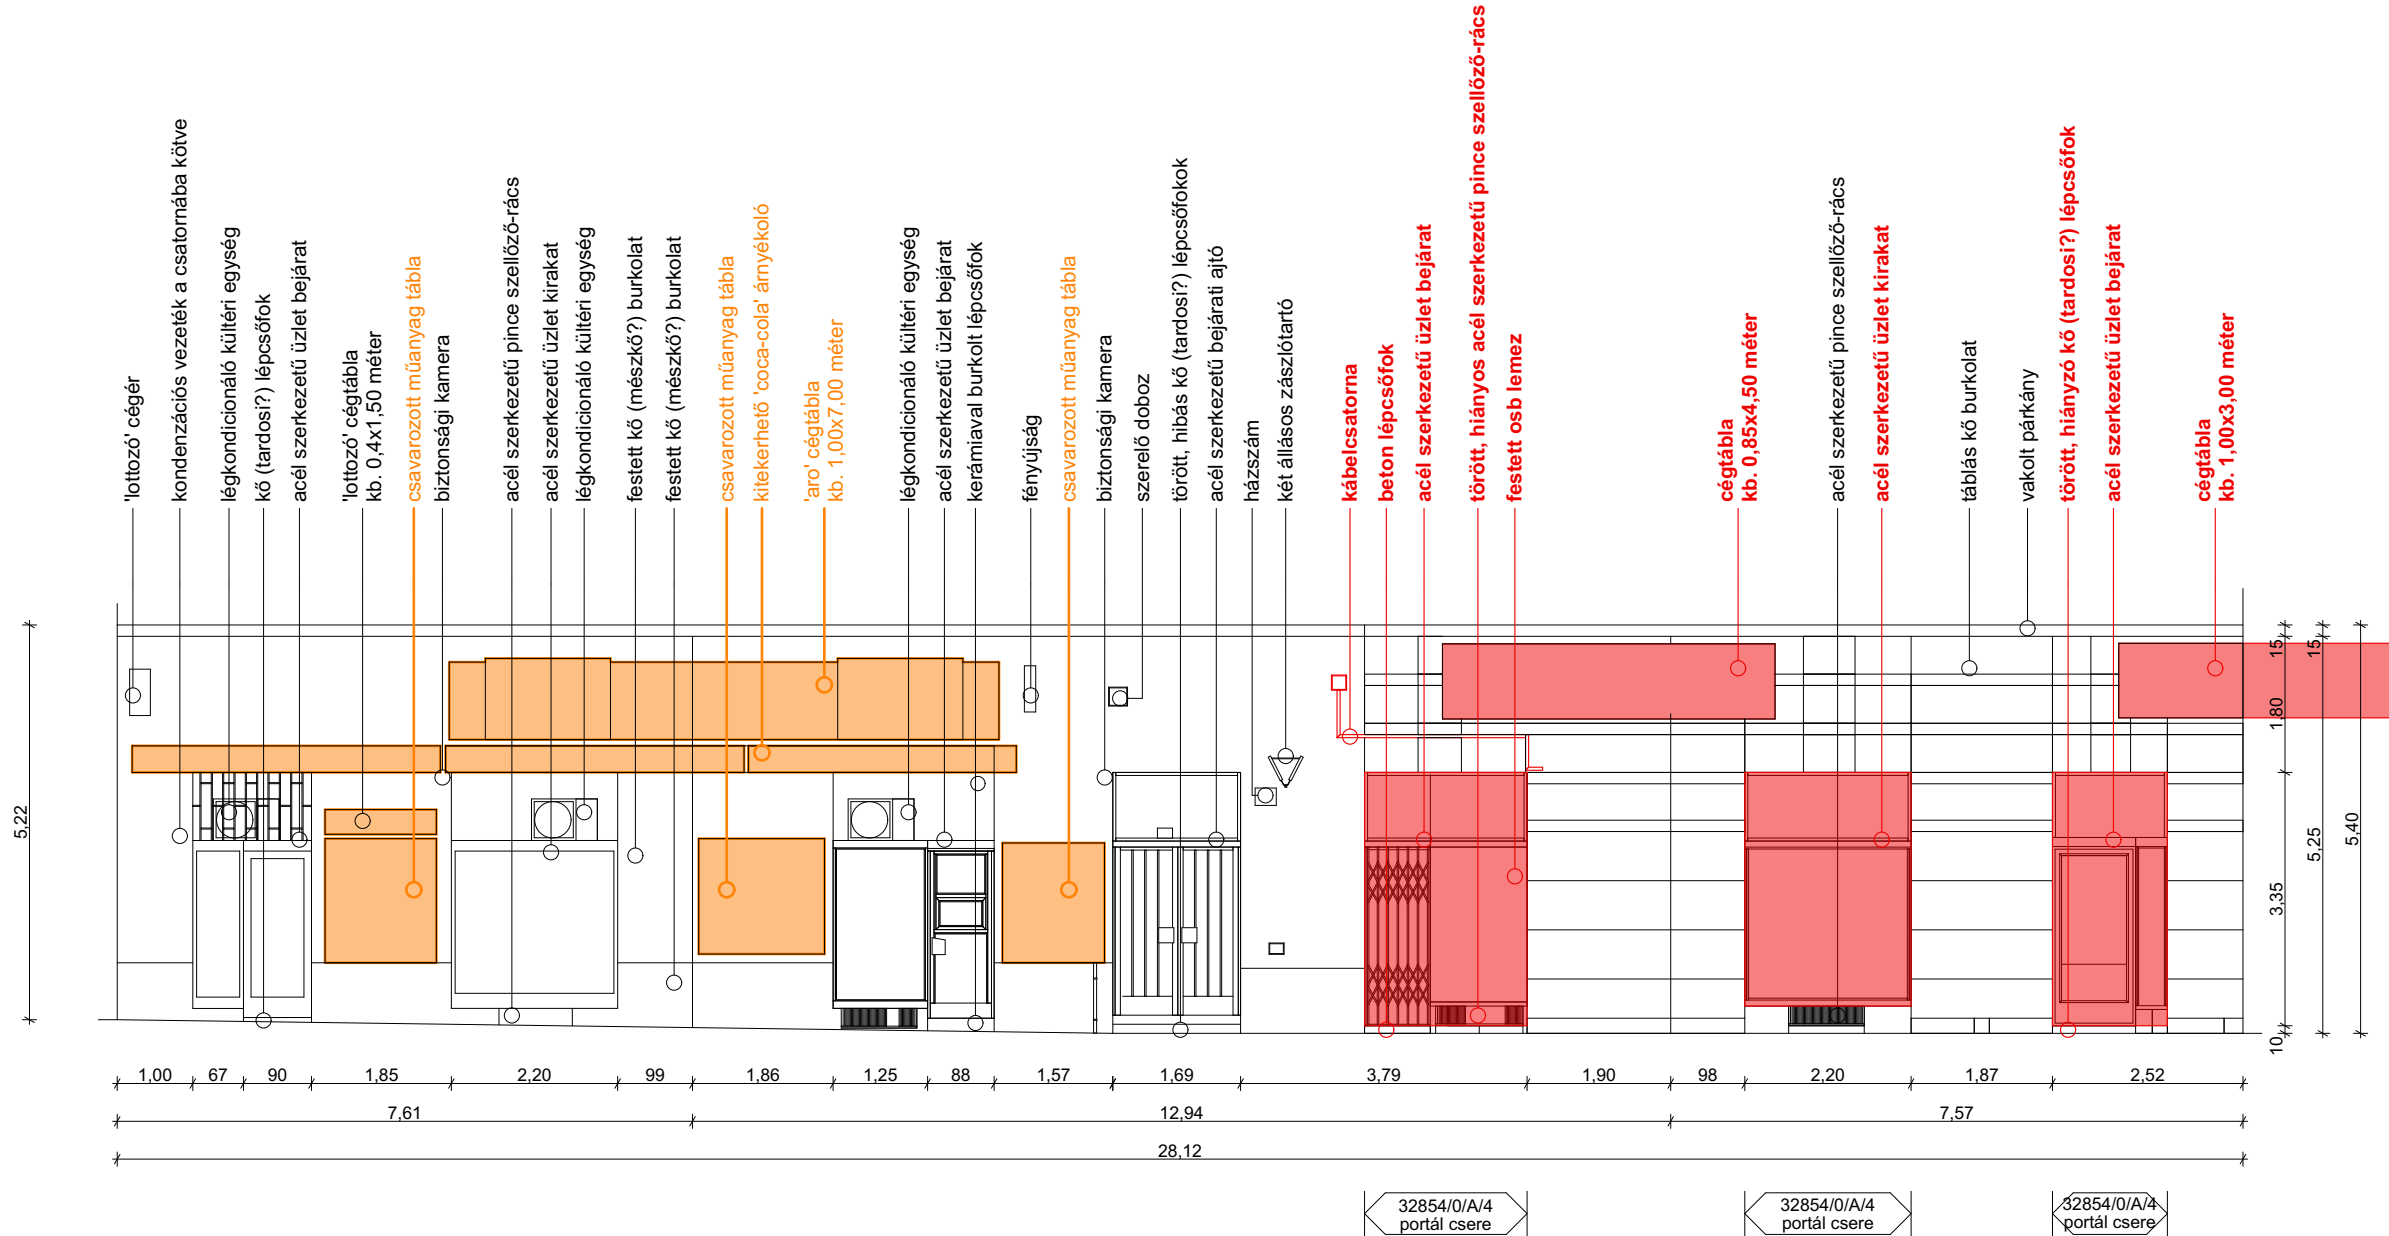 'lottozó' cégér
kondenzációs vezeték a csatornába kötve
légkondicionáló kültéri egység
kő (tardosi?) lépcsőfok
acél szerkezetű üzlet bejárat
'lottozó' cégtábla
kb. 0,4x1,50 méter
csavarozott műanyag tábla
biztonsági kamera
acél szerkezetű pince szellőző-rács
acél szerkezetű üzlet kirakat
légkondicionáló kültéri egység
festett kő (mészkő?) burkolat
festett kő (mészkő?) burkolat
csavarozott műanyag tábla
kitekerhető 'coca-cola' árnyékoló
'aro' cégtábla
kb. 1,00x7,00 méter
légkondicionáló kültéri egység
acél szerkezetű üzlet bejárat
kerámiaval burkolt lépcsőfok
fényújság
csavarozott műanyag tábla
biztonsági kamera
szerelő doboz
törött, hibás kő (tardosi?) lépcsőfokok
acél szerkezetű bejárati ajtó
házszám
két állásos zászlótartó
kábelcsatorna
beton lépcsőfok
acél szerkezetű üzlet bejárat
törött, hiányos acél szerkezetű pince szellőző-rács
festett osb lemez
cégtábla
kb. 0,85x4,50 méter
acél szerkezetű pince szellőző-rács
acél szerkezetű üzlet kirakat
táblás kő burkolat
vakolt párkány
törött, hiányzó kő (tardosi?) lépcsőfok
acél szerkezetű üzlet bejárat
cégtábla
kb. 1,00x3,00 méter
5,22
15
1,80
3,35
10
15
5,25
5,40
1,00 67 90 1,85 2,20 99 1,86 1,25 88 1,57 1,69 3,79 1,90 98 2,20 1,87 2,52
7,61 12,94 7,57
28,12
32854/0/A/4
portál csere
32854/0/A/4
portál csere
32854/0/A/4
portál csere